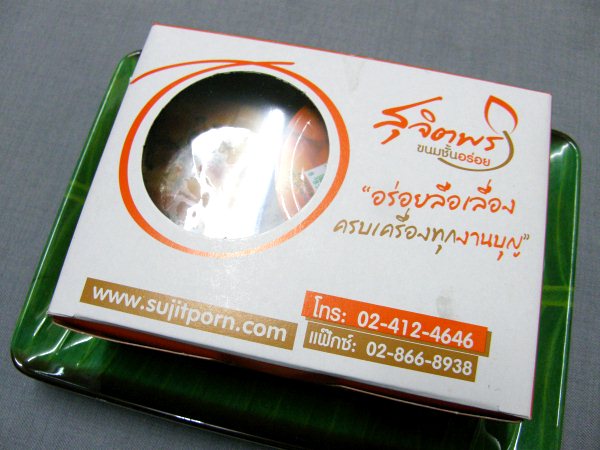 สุจิตพร
ขนมชั้นอร่อย
“อร่อยลือเลื่อง
ครบเครื่องทุกงานบุญ”
www.sujitporn.com
โทร: 02-412-4646
แฟ๊กซ์: 02-866-8938